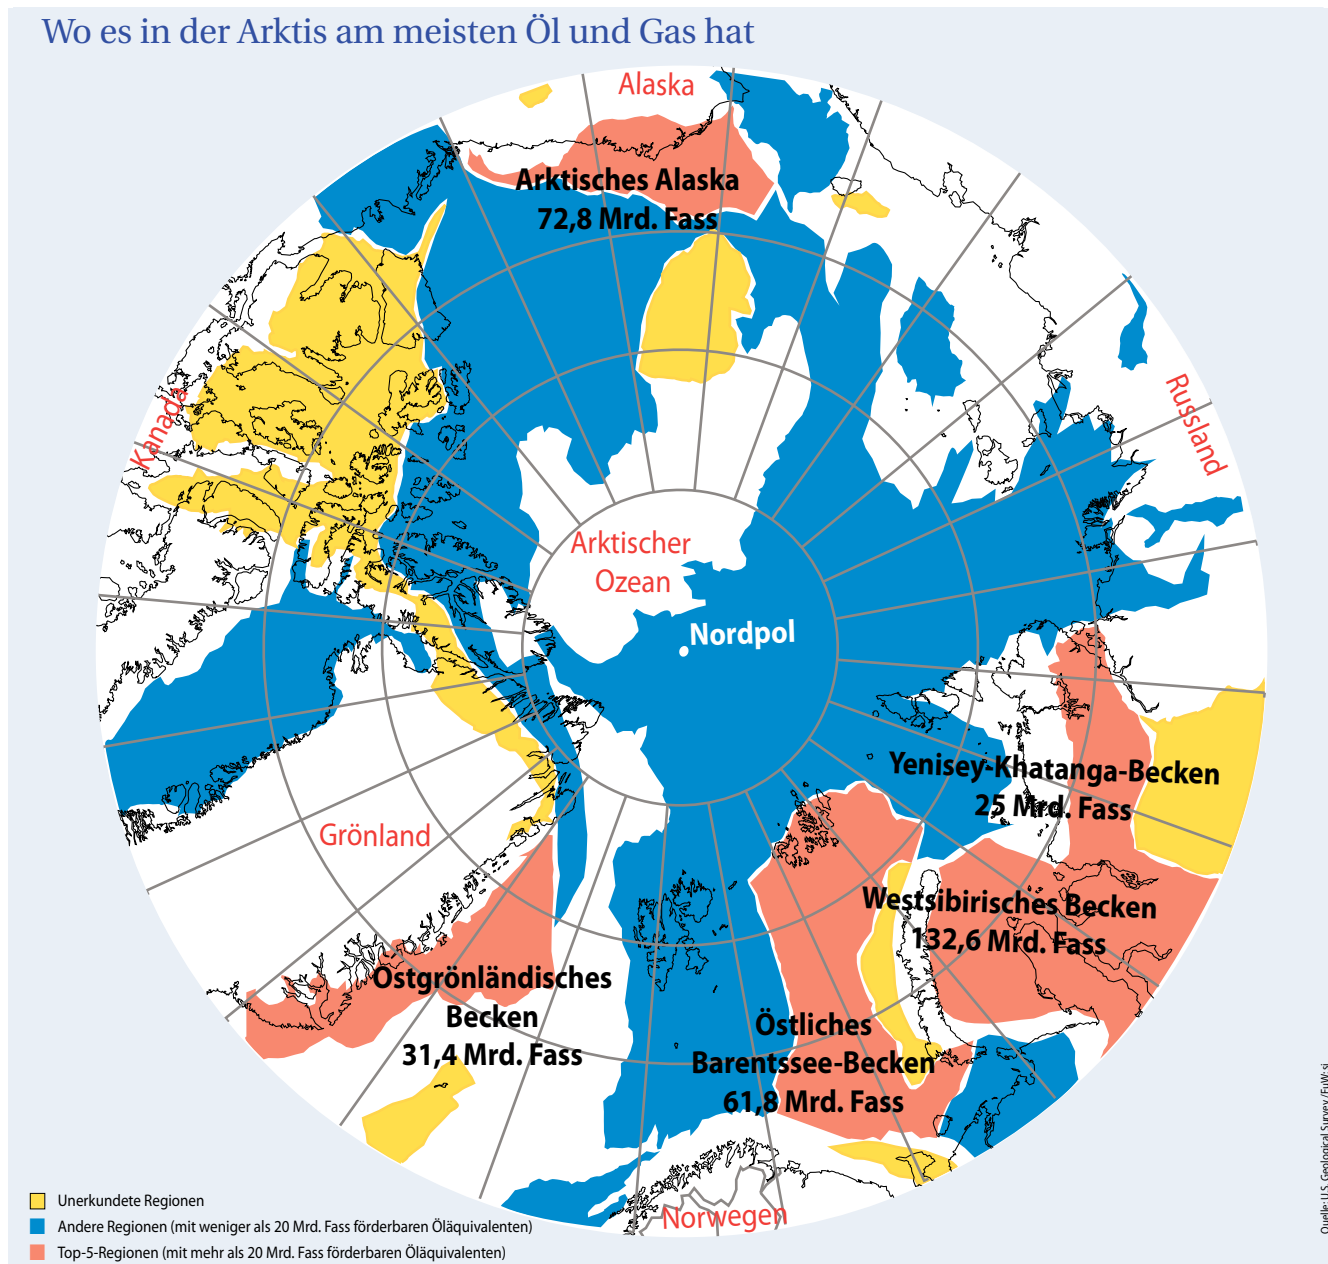 Wo es in der Arktis am meisten Öl und Gas hat
Alaska
Arktisches Alaska
72,8 Mrd. Fass
Kanada
Russland
Arktischer
Ozean
Nordpol
Yenisey-Khatanga-Becken
25 Mrd. Fass
Grönland
Westsibirisches Becken
132,6 Mrd. Fass
Ostgrönländisches
Becken
31,4 Mrd. Fass
Östliches
Barentssee-Becken
61,8 Mrd. Fass
Norwegen
Unerkundete Regionen
Andere Regionen (mit weniger als 20 Mrd. Fass förderbaren Öläquivalenten)
Top-5-Regionen (mit mehr als 20 Mrd. Fass förderbaren Öläquivalenten)
Quelle: U.S. Geological Survey /FuW: si